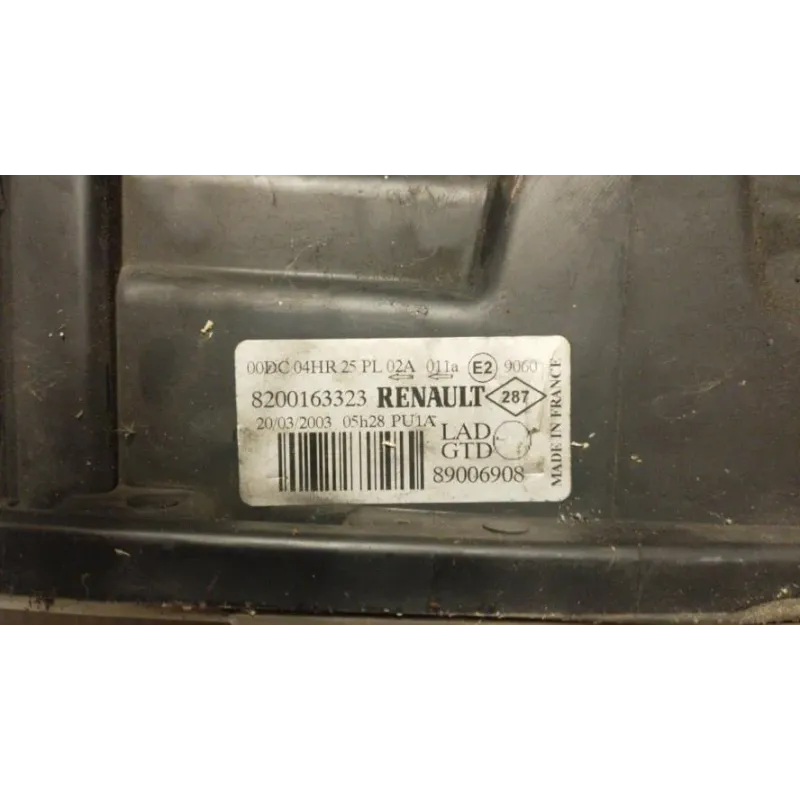 00DC 04HR 25 PL 02A 011a E2 9060
8200163323 RENAULT 287
20/03/2003 05h28 PU1A
LAD
GTD
89006908
MADE IN FRANCE